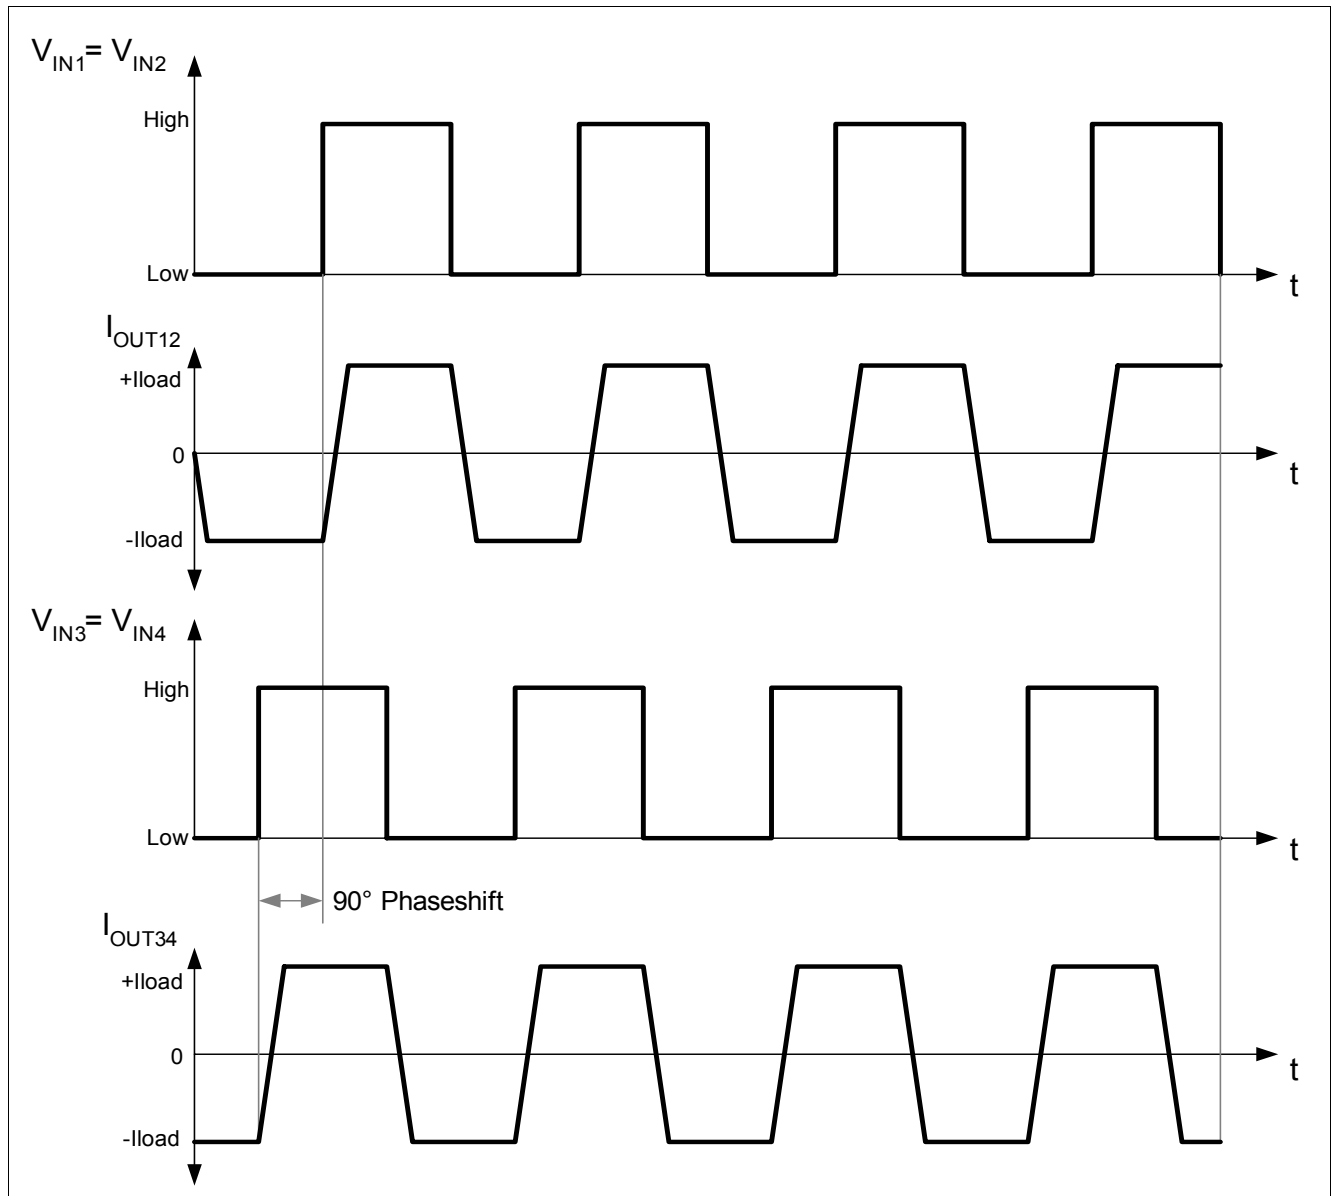 VIN1= VIN2
High
Low
t
IOUT12
+Iload
0
t
-Iload
VIN3= VIN4
High
Low
t
90° Phaseshift
IOUT34
+Iload
0
t
-Iload